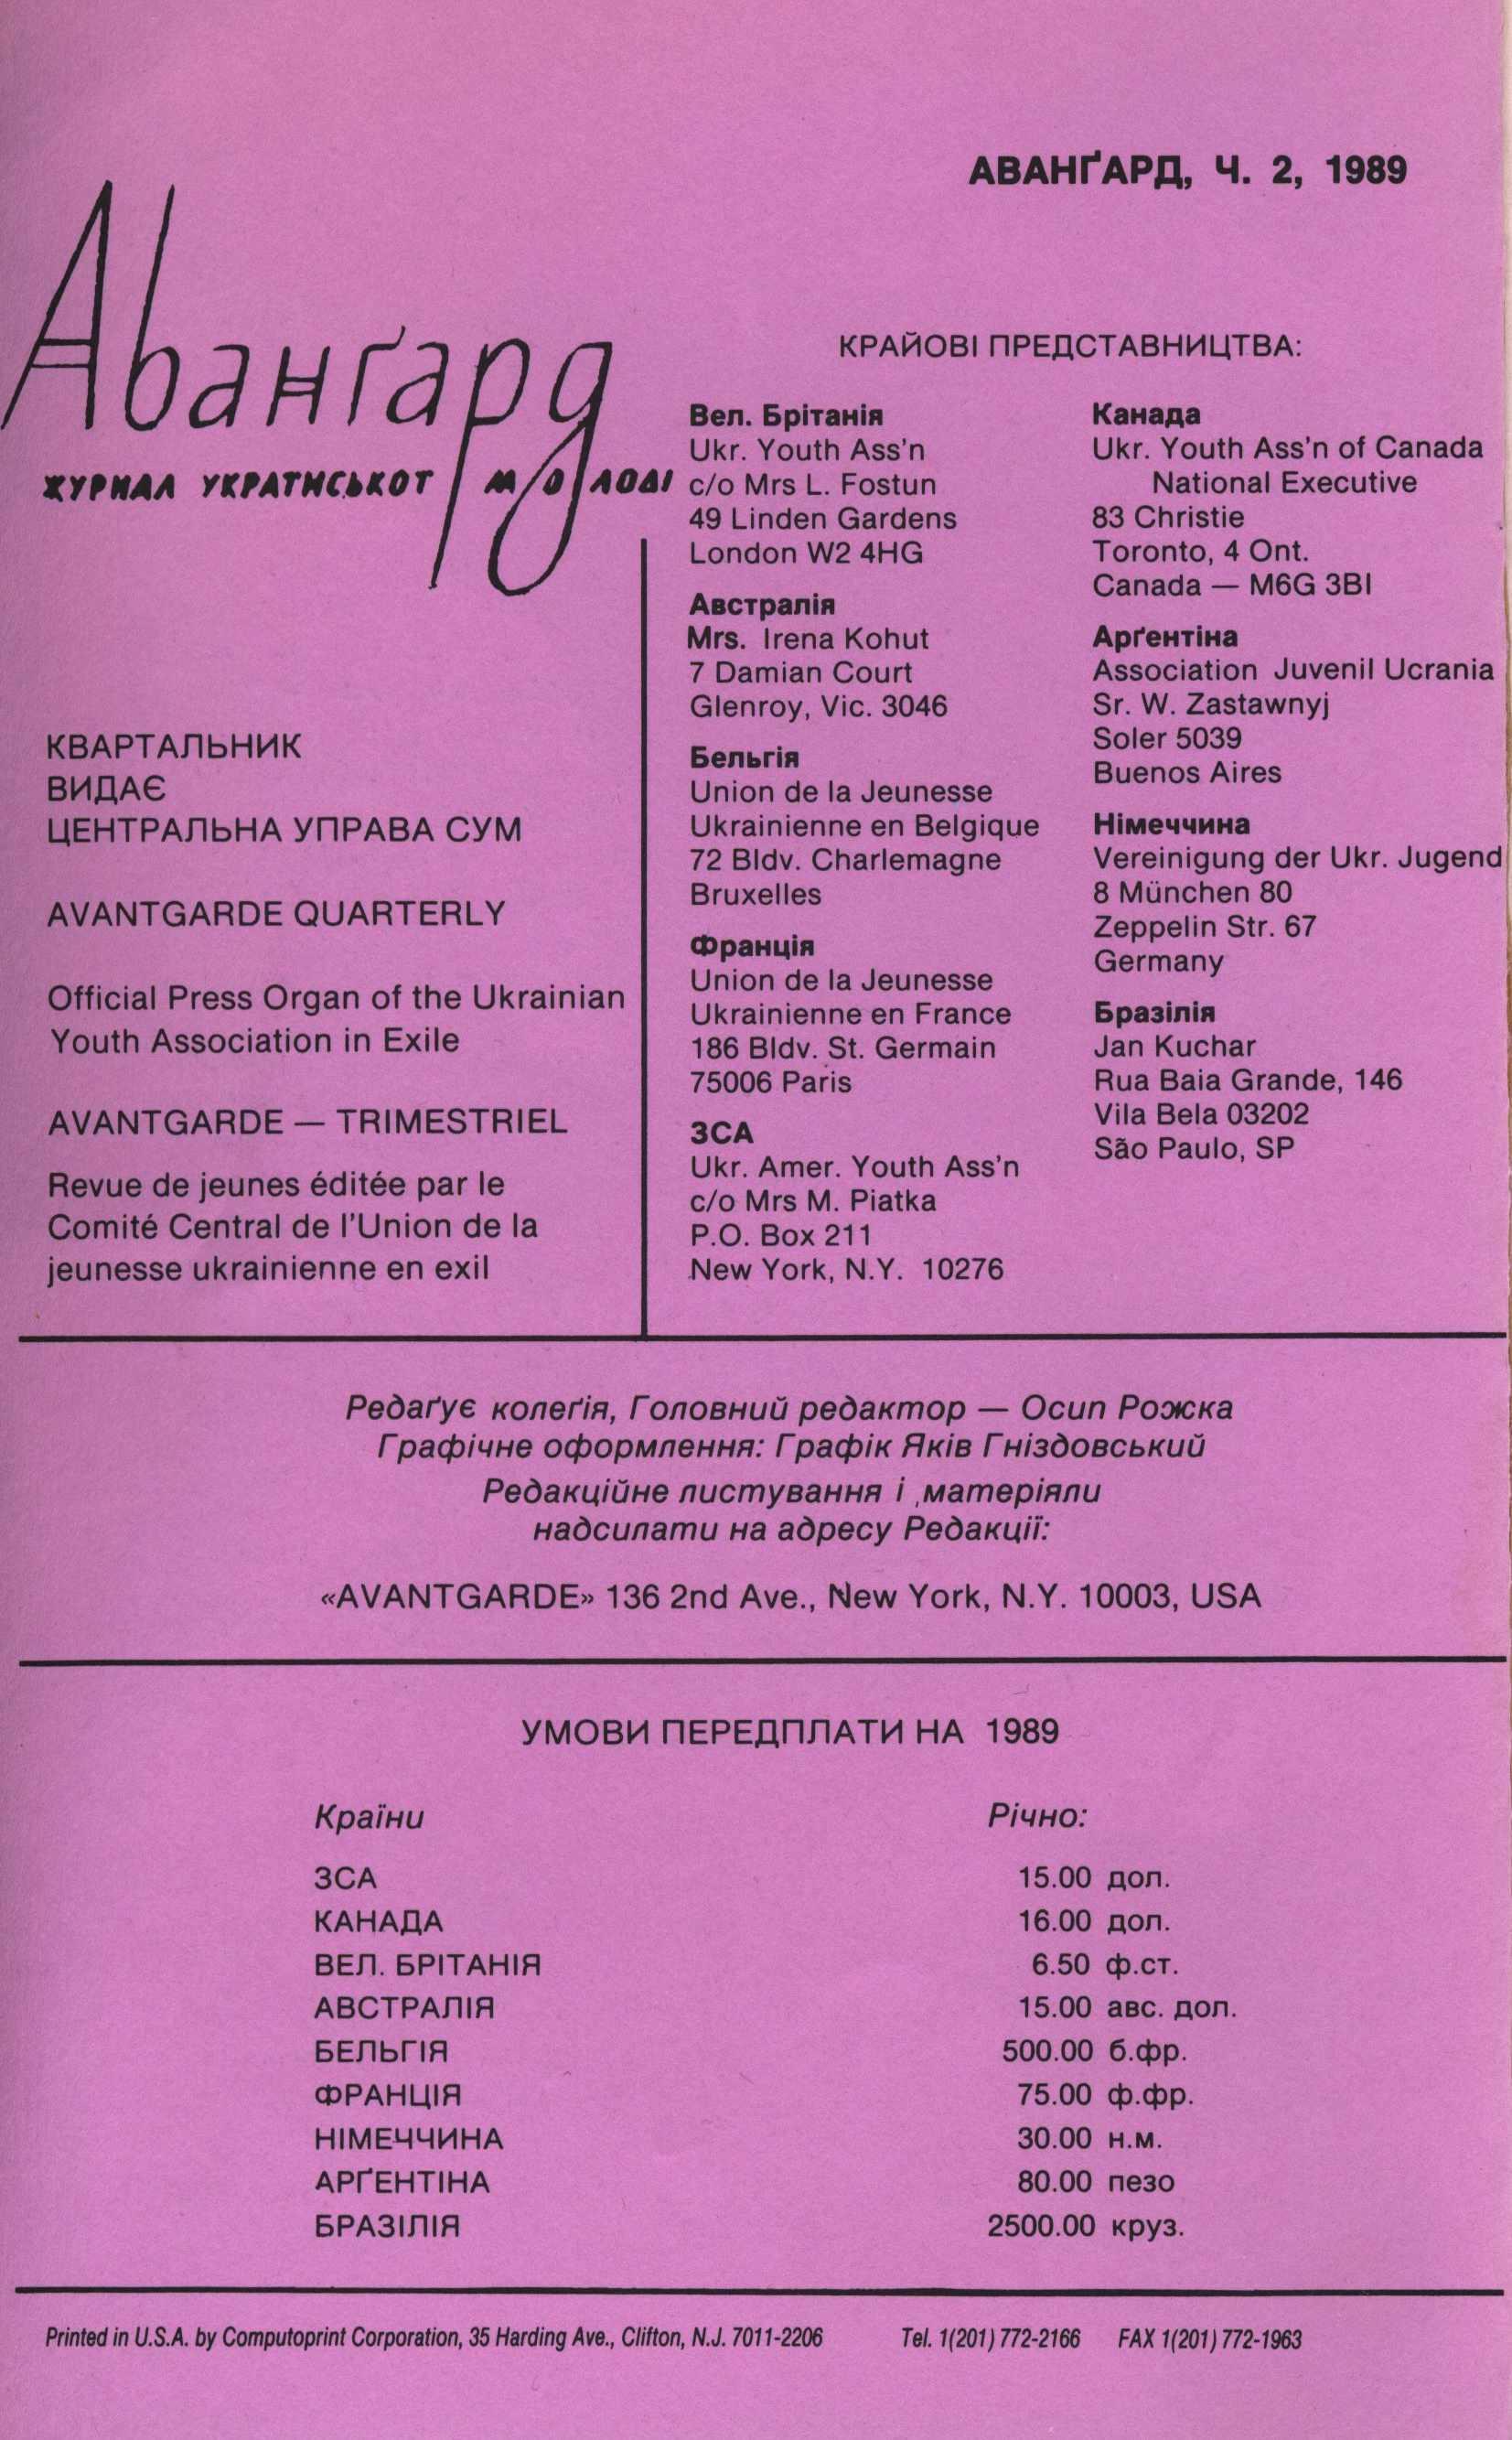 АВАНҐАРД, Ч. 2, 1989
Аванґард
ЖУРНАЛ УКРАЇНСЬКОЇ МОЛОДІ
КВАРТАЛЬНИК
ВИДАЄ
ЦЕНТРАЛЬНА УПРАВА СУМ
AVANTGARDE QUARTERLY
Official Press Organ of the Ukrainian
Youth Association in Exile
AVANTGARDE — TRIMESTRIEL
Revue de jeunes éditée par le
Comité Central de l'Union de la
jeunesse ukrainienne en exil
КРАЙОВІ ПРЕДСТАВНИЦТВА:
Вел. Брітанія
Ukr. Youth Ass'n
c/o Mrs L. Fostun
49 Linden Gardens
London W2 4HG
Австралія
Mrs. Irena Kohut
7 Damian Court
Glenroy, Vic. 3046
Бельгія
Union de la Jeunesse
Ukrainienne en Belgique
72 Bldv. Charlemagne
Bruxelles
Франція
Union de la Jeunesse
Ukrainienne en France
186 Bldv. St. Germain
75006 Paris
ЗСА
Ukr. Amer. Youth Ass'n
c/o Mrs M. Piatka
P.O. Box 211
New York, N.Y. 10276
Канада
Ukr. Youth Ass'n of Canada
National Executive
83 Christie
Toronto, 4 Ont.
Canada — M6G 3BI
Арґентіна
Association Juvenil Ucrania
Sr. W. Zastawnyj
Soler 5039
Buenos Aires
Німеччина
Vereinigung der Ukr. Jugend
8 München 80
Zeppelin Str. 67
Germany
Бразілія
Jan Kuchar
Rua Baia Grande, 146
Vila Bela 03202
São Paulo, SP
Редаґує колеґія, Головний редактор — Осип Рожка
Графічне оформлення: Графік Яків Гніздовський
Редакційне листування і ,матеріяли
надсилати на адресу Редакції:
«AVANTGARDE» 136 2nd Ave., New York, N.Y. 10003, USA
УМОВИ ПЕРЕДПЛАТИ НА 1989
Країни Річно:
ЗСА 15.00 дол.
КАНАДА 16.00 дол.
ВЕЛ. БРІТАНІЯ 6.50 ф.ст.
АВСТРАЛІЯ 15.00 авс. дол.
БЕЛЬГІЯ 500.00 б.фр.
ФРАНЦІЯ 75.00 ф.фр.
НІМЕЧЧИНА 30.00 н.м.
АРҐЕНТІНА 80.00 пезо
БРАЗІЛІЯ 2500.00 круз.
Printed in U.S.A. by Computoprint Corporation, 35 Harding Ave., Clifton, N.J. 7011-2206 Tel. 1(201) 772-2166 FAX 1(201) 772-1963